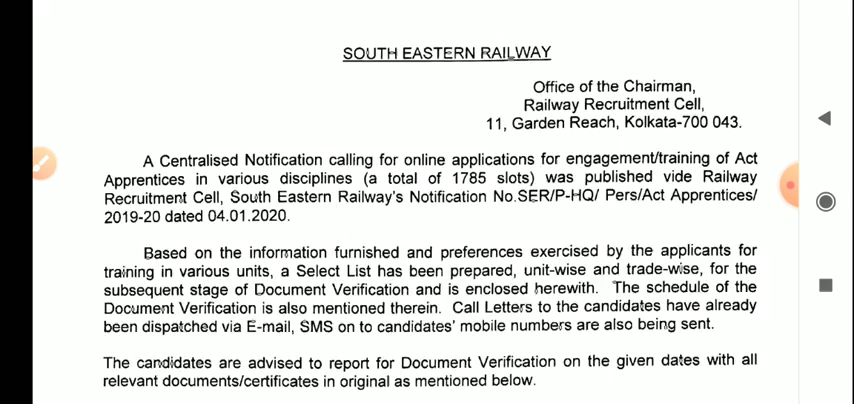 SOUTH EASTERN RAILWAY
Office of the Chairman,
Railway Recruitment Cell,
11, Garden Reach, Kolkata-700 043.
A Centralised Notification calling for online applications for engagement/training of Act
Apprentices in various disciplines (a total of 1785 slots) was published vide Railway
Recruitment Cell, South Eastern Railway's Notification No.SER/P-HQ/ Pers/Act Apprentices/
2019-20 dated 04.01.2020.
Based on the information furnished and preferences exercised by the applicants for
training in various units, a Select List has been prepared, unit-wise and trade-wise, for the
subsequent stage of Document Verification and is enclosed herewith. The schedule of the
Document Verification is also mentioned therein. Call Letters to the candidates have already
been dispatched via E-mail, SMS on to candidates' mobile numbers are also being sent.
The candidates are advised to report for Document Verification on the given dates with all
relevant documents/certificates in original as mentioned below.